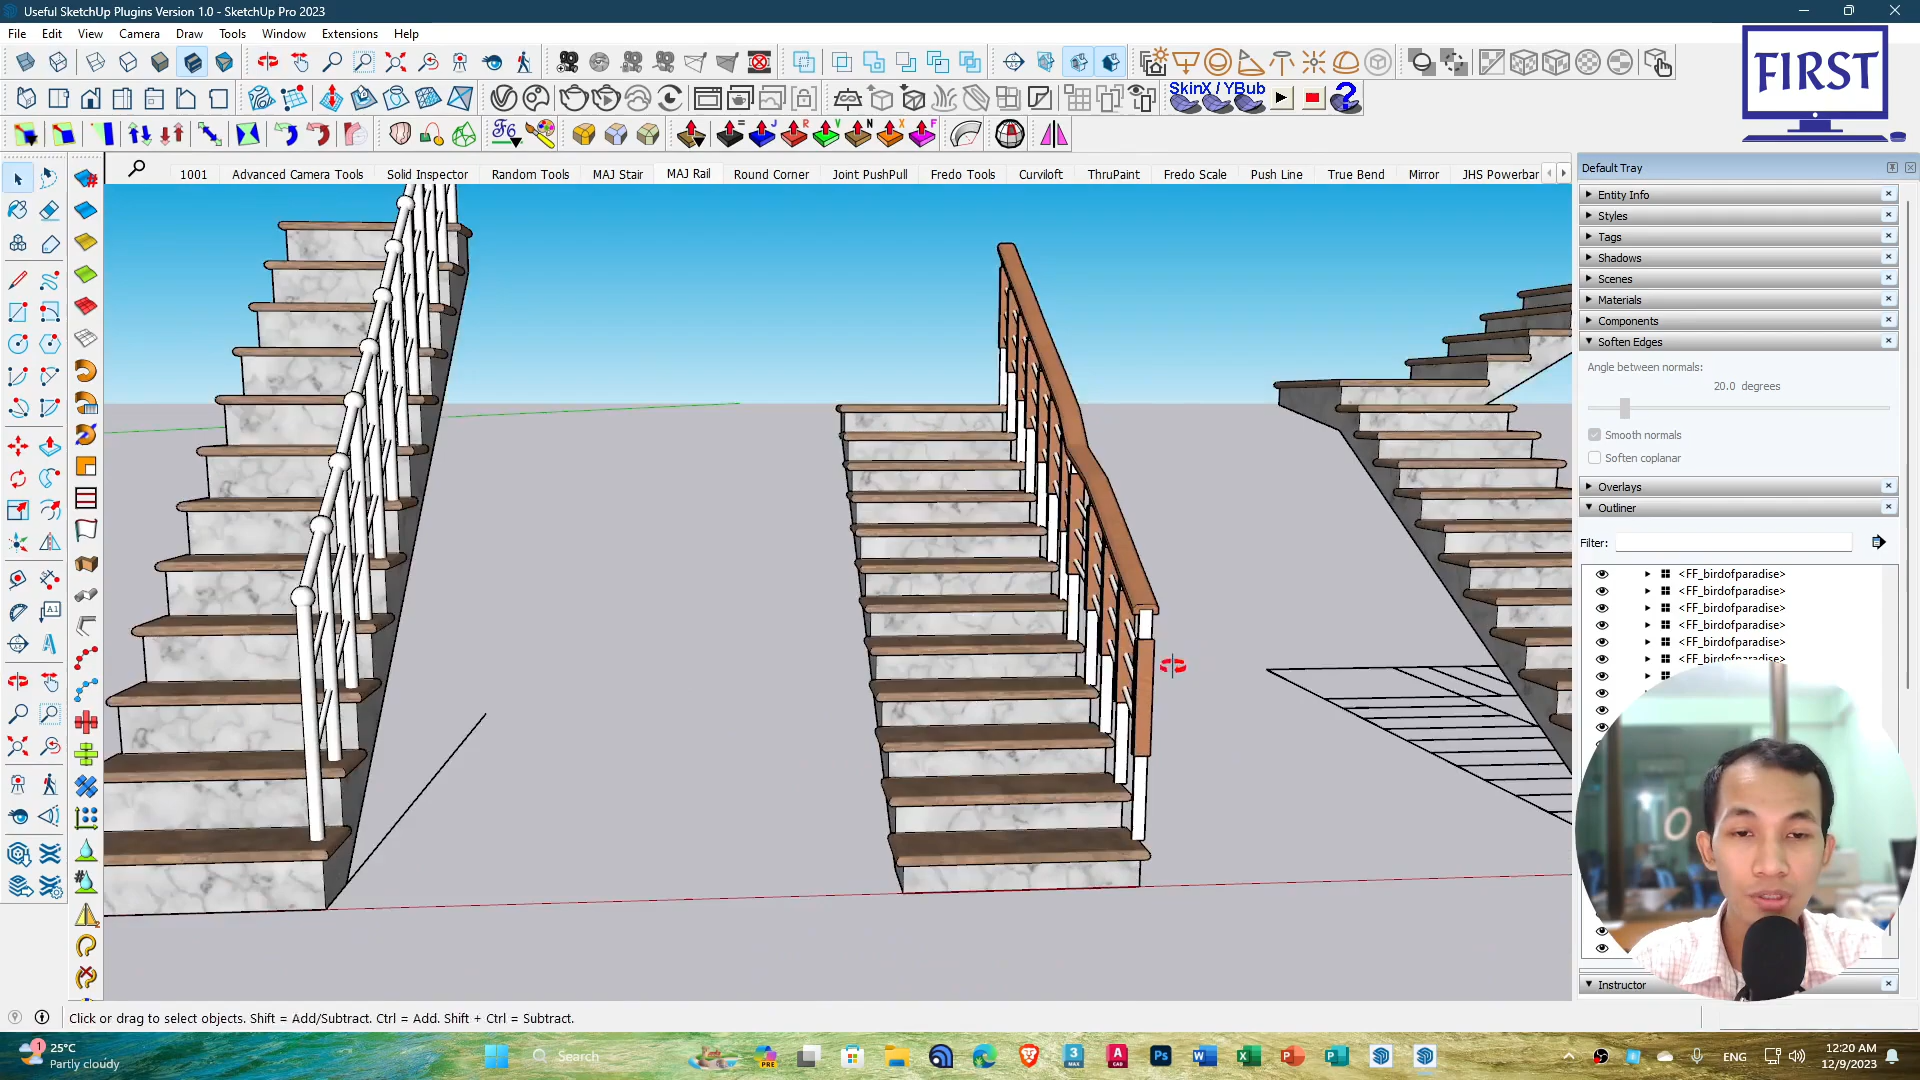 Useful SketchUp Plugins Version 1.0 - SketchUp Pro 2023
File Edit View Camera Draw Tools Window Extensions Help
FIRST
SkinX / YBub
1001 Advanced Camera Tools Solid Inspector Random Tools MAJ Stair MAJ Rail Round Corner Joint PushPull Fredo Tools Curviloft ThruPaint Fredo Scale Push Line True Bend Mirror JHS Powerbar
Default Tray
Entity Info
Styles
Tags
Shadows
Scenes
Materials
Components
Soften Edges
Angle between normals:
20.0 degrees
Smooth normals
Soften coplanar
Overlays
Outliner
Filter:
<FF_birdofparadise>
<FF_birdofparadise>
<FF_birdofparadise>
<FF_birdofparadise>
<FF_birdofparadise>
<FF_birdofparadise>
Instructor
Click or drag to select objects. Shift = Add/Subtract. Ctrl = Add. Shift + Ctrl = Subtract.
25°C
Partly cloudy
Search
ENG
12:20 AM
12/9/2023